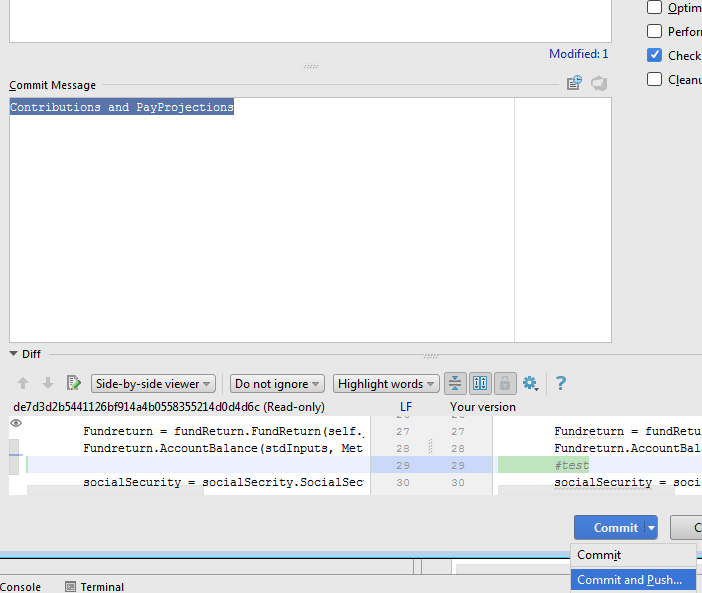 Optim
Perform
Modified: 1
Check
Commit Message
Cleanu
Contributions and PayProjections
Diff
Side-by-side viewer
Do not ignore
Highlight words
?
de7d3d2b5441126bf914a4b0558355214d0d4d6c (Read-only)
LF
Your version
Fundreturn = fundReturn.FundReturn(self.
27
27
Fundreturn = fundRetu
Fundreturn.AccountBalance(stdInputs, Met
28
28
Fundreturn.AccountBal
29
29
#test
socialSecurity = socialSecrity.SocialSec
30
30
socialSecurity = soci
Commit
C
Commit
Commit and Push...
Console
Terminal